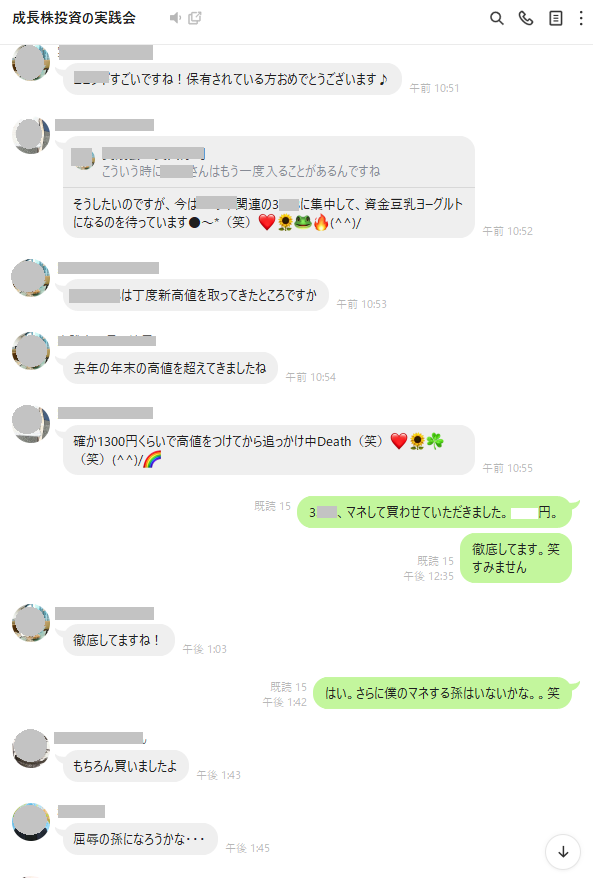 成長株投資の実践会
すごいですね！保有されている方おめでとうございます♪
午前 10:51
こういう時に さんはもう一度入ることがあるんですね
そうしたいのですが、今は 関連の3 に集中して、資金豆乳ヨーグルト
になるのを待っています●～*（笑）❤️🌻🐸🔥(^^)/
午前 10:52
は丁度新高値を取ってきたところですか
午前 10:53
去年の年末の高値を超えてきましたね
午前 10:54
確か1300円くらいで高値をつけてから追っかけ中Death（笑）❤️🌻☘️
（笑）(^^)/🌈
午前 10:55
既読 15
3 、マネして買わせていただきました。 円。
徹底してます。笑
すみません
既読 15
午後 12:35
徹底してますね！
午後 1:03
はい。さらに僕のマネする孫はいないかな。。笑
既読 15
午後 1:42
もちろん買いましたよ
午後 1:43
屈辱の孫になろうかな･･･
午後 1:45